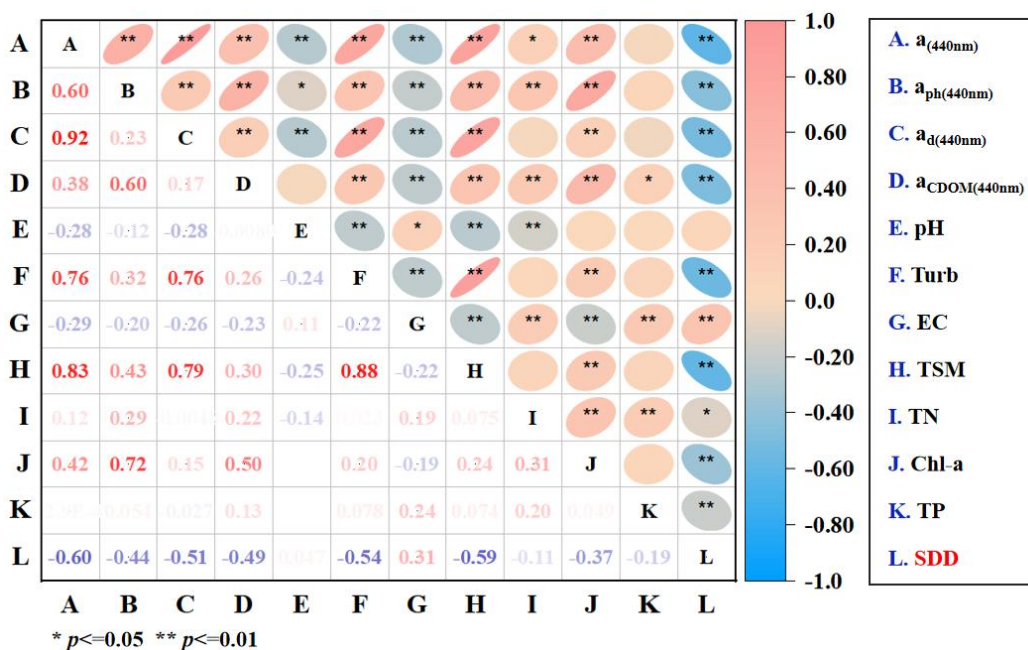 A A ** ** ** ** ** ** ** * ** **
B 0.60 B ** ** * ** ** ** ** ** **
C 0.92 0.23 C ** ** ** ** ** ** **
D 0.38 0.60 0.17 D ** ** ** ** ** * **
E -0.28 -0.12 -0.28 E ** * ** **
F 0.76 0.32 0.76 0.26 -0.24 F ** ** ** **
G -0.29 -0.20 -0.26 -0.23 0.11 -0.22 G ** ** ** ** **
H 0.83 0.43 0.79 0.30 -0.25 0.88 -0.22 H ** **
I 0.12 0.29 0.22 -0.14 0.19 0.075 I ** ** *
J 0.42 0.72 0.15 0.50 0.20 -0.19 0.24 0.31 J **
K 0.054 -0.027 0.13 0.078 0.24 0.074 0.20 K **
L -0.60 -0.44 -0.51 -0.49 0.047 -0.54 0.31 -0.59 -0.11 -0.37 -0.19 L
A B C D E F G H I J K L
* p<=0.05 ** p<=0.01
1.0
0.80
0.60
0.40
0.20
0.0
-0.20
-0.40
-0.60
-0.80
-1.0
A. a(440nm)
B. aph(440nm)
C. ad(440nm)
D. aCDOM(440nm)
E. pH
F. Turb
G. EC
H. TSM
I. TN
J. Chl-a
K. TP
L. SDD